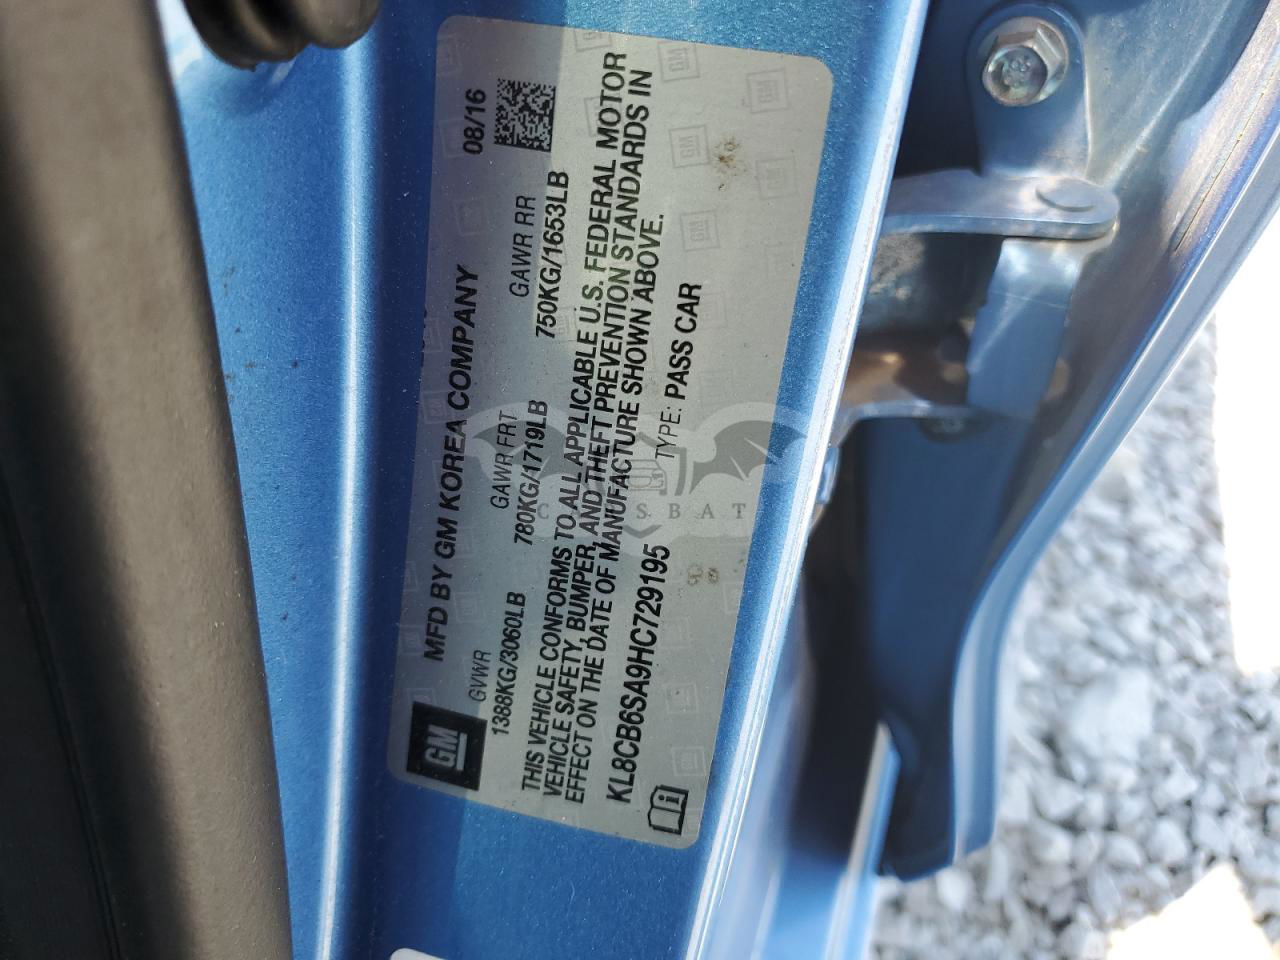 MFD BY GM KOREA COMPANY 08/16
GM
GVWR GAWR FRT GAWR RR
1388KG/3060LB 780KG/1719LB 750KG/1653LB
THIS VEHICLE CONFORMS TO ALL APPLICABLE U.S. FEDERAL MOTOR
VEHICLE SAFETY, BUMPER, AND THEFT PREVENTION STANDARDS IN
EFFECT ON THE DATE OF MANUFACTURE SHOWN ABOVE.
KL8CB6SA9HC729195 TYPE: PASS CAR